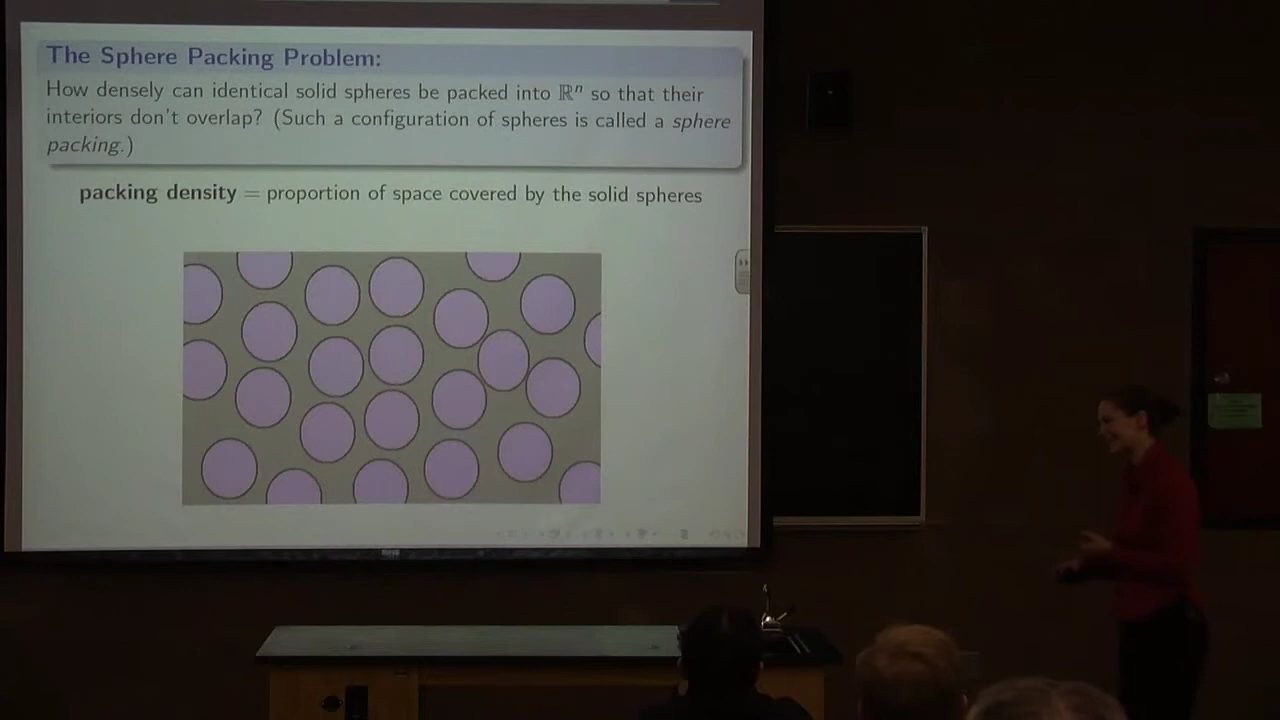 The Sphere Packing Problem:
How densely can identical solid spheres be packed into ℝⁿ so that their
interiors don't overlap? (Such a configuration of spheres is called a sphere
packing.)
packing density = proportion of space covered by the solid spheres